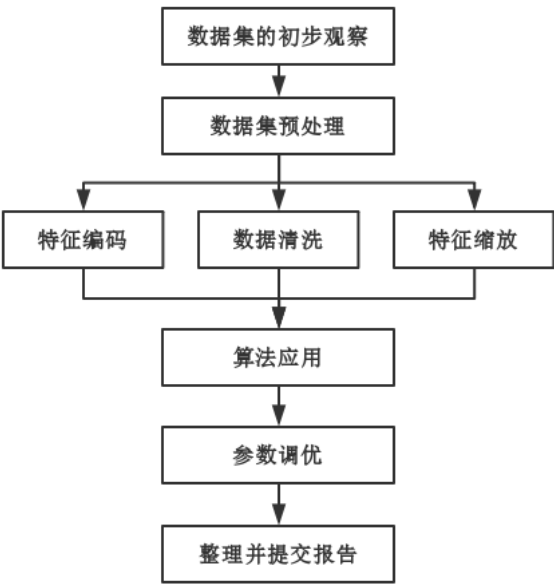 数据集的初步观察
数据集预处理
特征编码
数据清洗
特征缩放
算法应用
参数调优
整理并提交报告